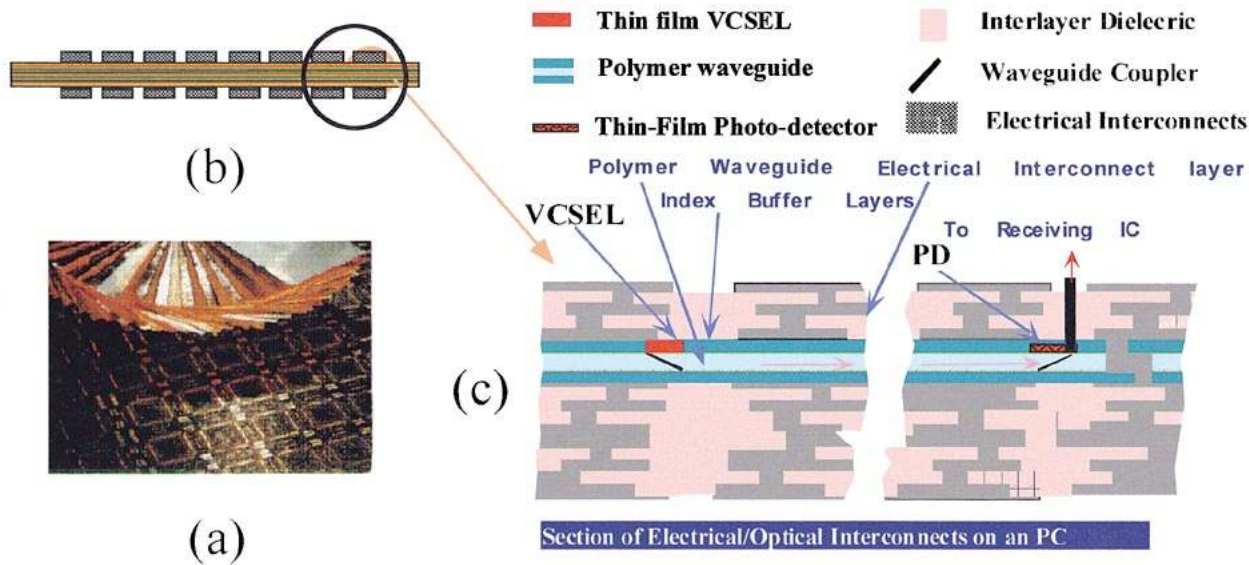 Thin film VCSEL
Polymer waveguide
Thin-Film Photo-detector
Interlayer Dielecric
Waveguide Coupler
Electrical Interconnects
(b)
Polymer Waveguide
Electrical Interconnect layer
Index Buffer Layers
VCSEL
To Receiving IC
PD
(c)
(a)
Section of Electrical/Optical Interconnects on an PC